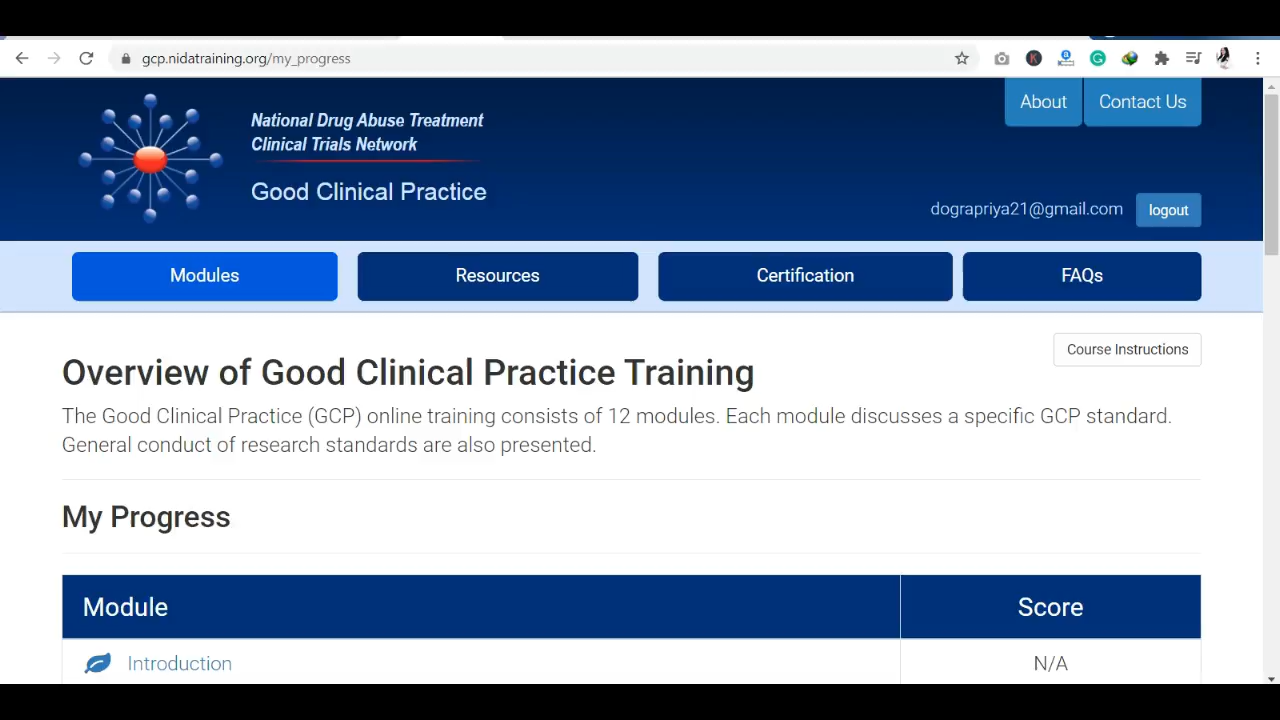 gcp.nidatraining.org/my_progress
About
Contact Us
National Drug Abuse Treatment
Clinical Trials Network
Good Clinical Practice
dograpriya21@gmail.com
logout
Modules
Resources
Certification
FAQs
Course Instructions
Overview of Good Clinical Practice Training
The Good Clinical Practice (GCP) online training consists of 12 modules. Each module discusses a specific GCP standard.
General conduct of research standards are also presented.
My Progress
Module
Score
Introduction
N/A